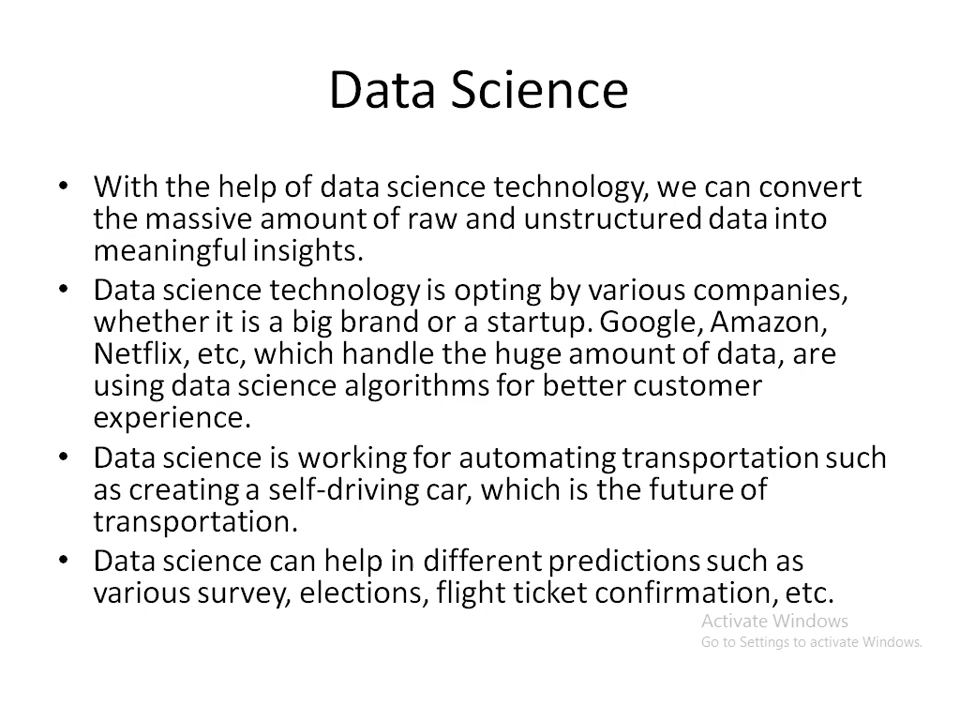 Data Science
• With the help of data science technology, we can convert
the massive amount of raw and unstructured data into
meaningful insights.
• Data science technology is opting by various companies,
whether it is a big brand or a startup. Google, Amazon,
Netflix, etc, which handle the huge amount of data, are
using data science algorithms for better customer
experience.
• Data science is working for automating transportation such
as creating a self-driving car, which is the future of
transportation.
• Data science can help in different predictions such as
various survey, elections, flight ticket confirmation, etc.
Activate Windows
Go to Settings to activate Windows.